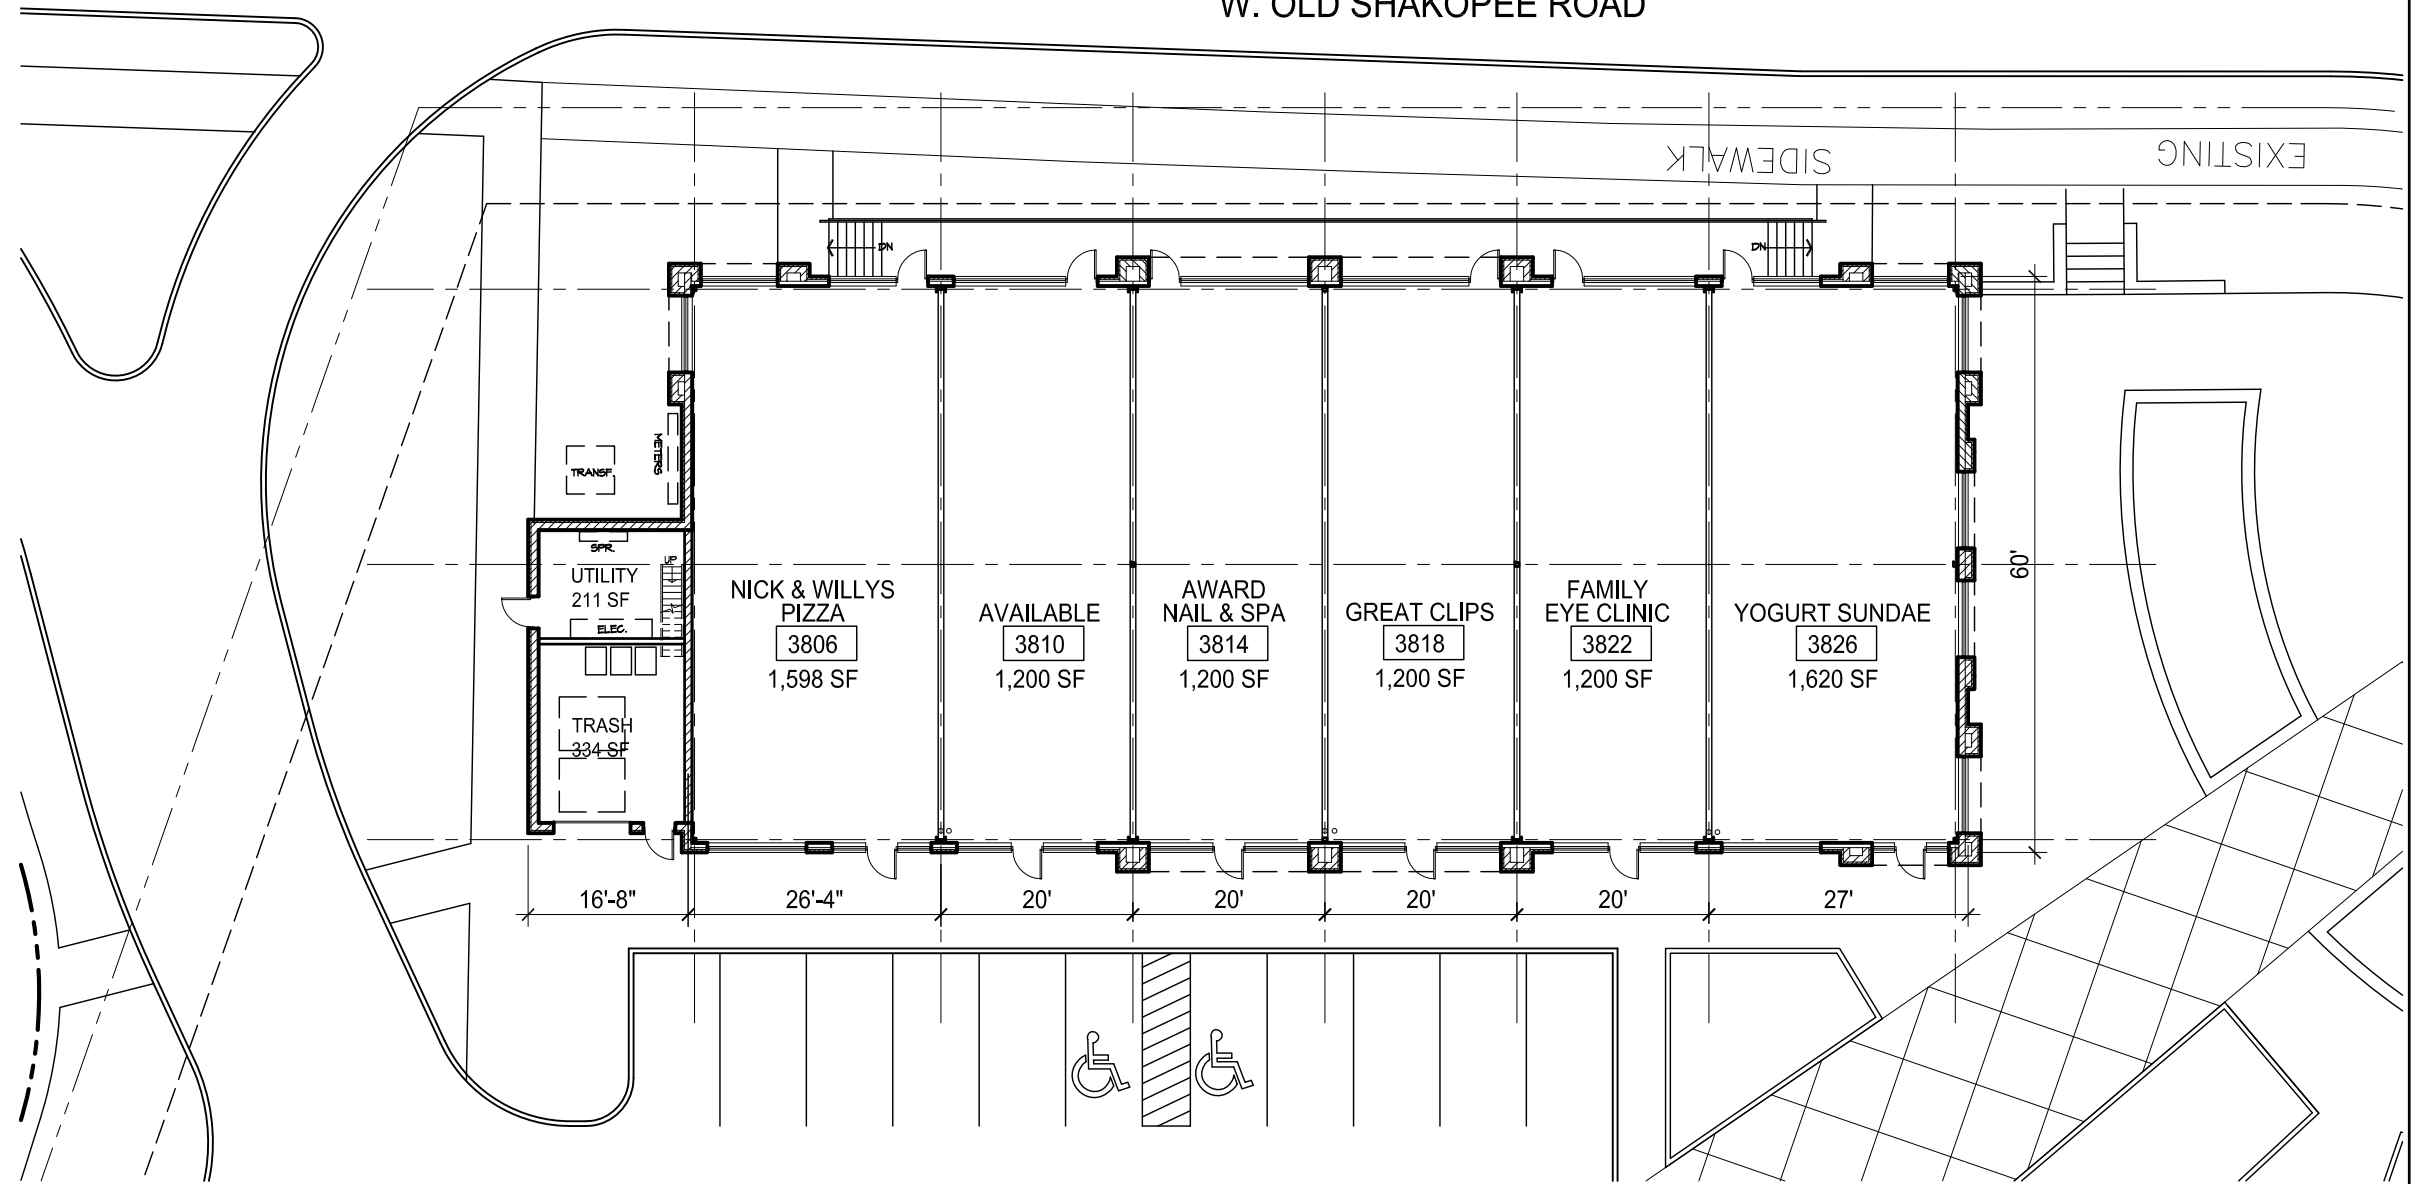 W. OLD SHAKOPEE ROAD
EXISTING
SIDEWALK
DN
DN
METERS
TRANSF.
SPR.
UP
UTILITY
211 SF
ELEC.
TRASH
334 SF
NICK & WILLYS
PIZZA
3806
1,598 SF
AVAILABLE
3810
1,200 SF
AWARD
NAIL & SPA
3814
1,200 SF
GREAT CLIPS
3818
1,200 SF
FAMILY
EYE CLINIC
3822
1,200 SF
YOGURT SUNDAE
3826
1,620 SF
60'
16'-8"
26'-4"
20'
20'
20'
20'
27'